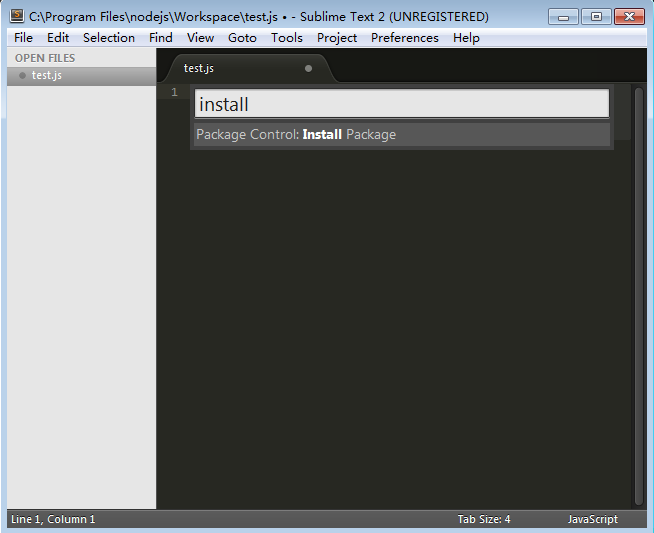 C:\Program Files\nodejs\Workspace\test.js • - Sublime Text 2 (UNREGISTERED)
File Edit Selection Find View Goto Tools Project Preferences Help
OPEN FILES
test.js
test.js
1
install
Package Control: Install Package
Line 1, Column 1
Tab Size: 4
JavaScript